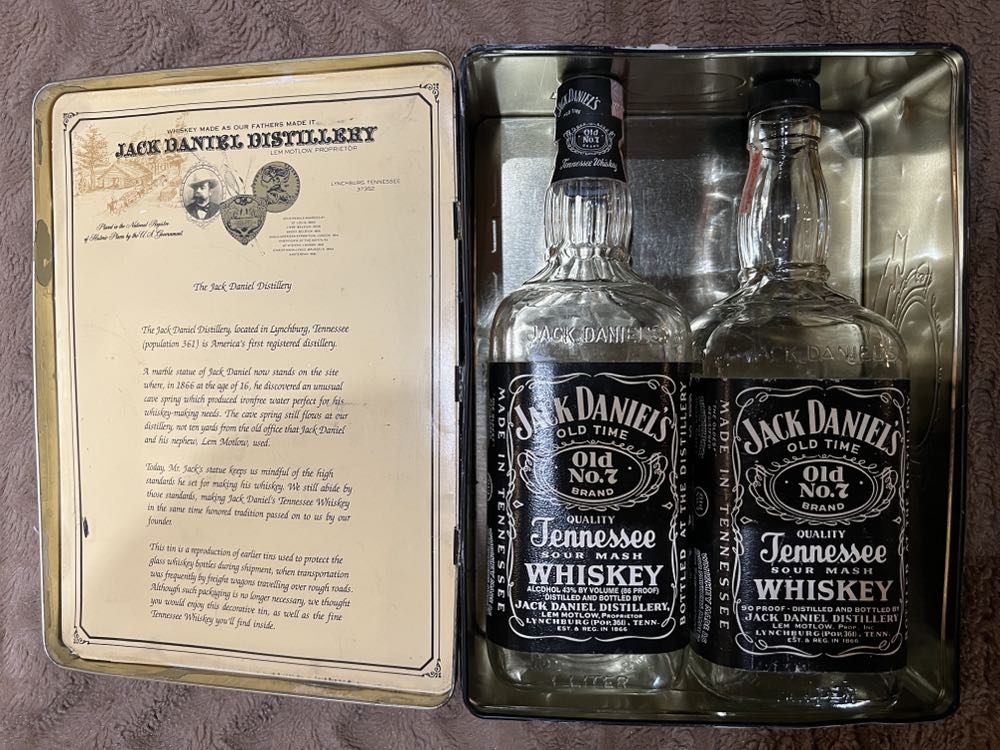 WHISKEY MADE AS OUR FATHERS MADE IT
JACK DANIEL DISTILLERY
LEM MOTLOW, PROPRIETOR
LYNCHBURG, TENNESSEE
37352
Placed in the National Register
of Historic Places by the U.S. Government
The Jack Daniel Distillery
The Jack Daniel Distillery, located in Lynchburg, Tennessee
(population 361) is America's first registered distillery.
A marble statue of Jack Daniel now stands on the site
where, in 1866 at the age of 16, he discovered an unusual
cave spring which produced ironfree water perfect for his
whiskey-making needs. The cave spring still flows at our
distillery, not ten yards from the old office that Jack Daniel
and his nephew, Lem Motlow, used.
Today, Mr. Jack's statue keeps us mindful of the high
standards he set for making his whiskey. We still abide by
those standards, making Jack Daniel's Tennessee Whiskey
in the same time honored tradition passed on to us by our
founder.
This tin is a reproduction of earlier tins used to protect the
glass whiskey bottles during shipment, when transportation
was frequently by freight wagons travelling over rough roads.
Although such packaging is no longer necessary, we thought
you would enjoy this decorative tin, as well as the fine
Tennessee Whiskey you'll find inside.
JACK DANIEL'S
OLD TIME
Old
No.7
BRAND
Tennessee Whiskey
JACK DANIEL'S
MADE IN TENNESSEE
JACK DANIEL'S
OLD TIME
Old
No.7
BRAND
QUALITY
Tennessee
SOUR MASH
WHISKEY
ALCOHOL 43% BY VOLUME (86 PROOF)
DISTILLED AND BOTTLED BY
JACK DANIEL DISTILLERY,
LEM MOTLOW, PROPRIETOR
LYNCHBURG (POP. 361), TENN.
EST. & REG. IN 1866
BOTTLED AT THE DISTILLERY
1 LITER
JACK DANIEL'S
MADE IN TENNESSEE
JACK DANIEL'S
OLD TIME
Old
No.7
BRAND
QUALITY
Tennessee
SOUR MASH
WHISKEY
90 PROOF - DISTILLED AND BOTTLED BY
JACK DANIEL DISTILLERY
LEM MOTLOW, PROP. INC
LYNCHBURG (POP. 361), TENN.
EST. & REG. IN 1866